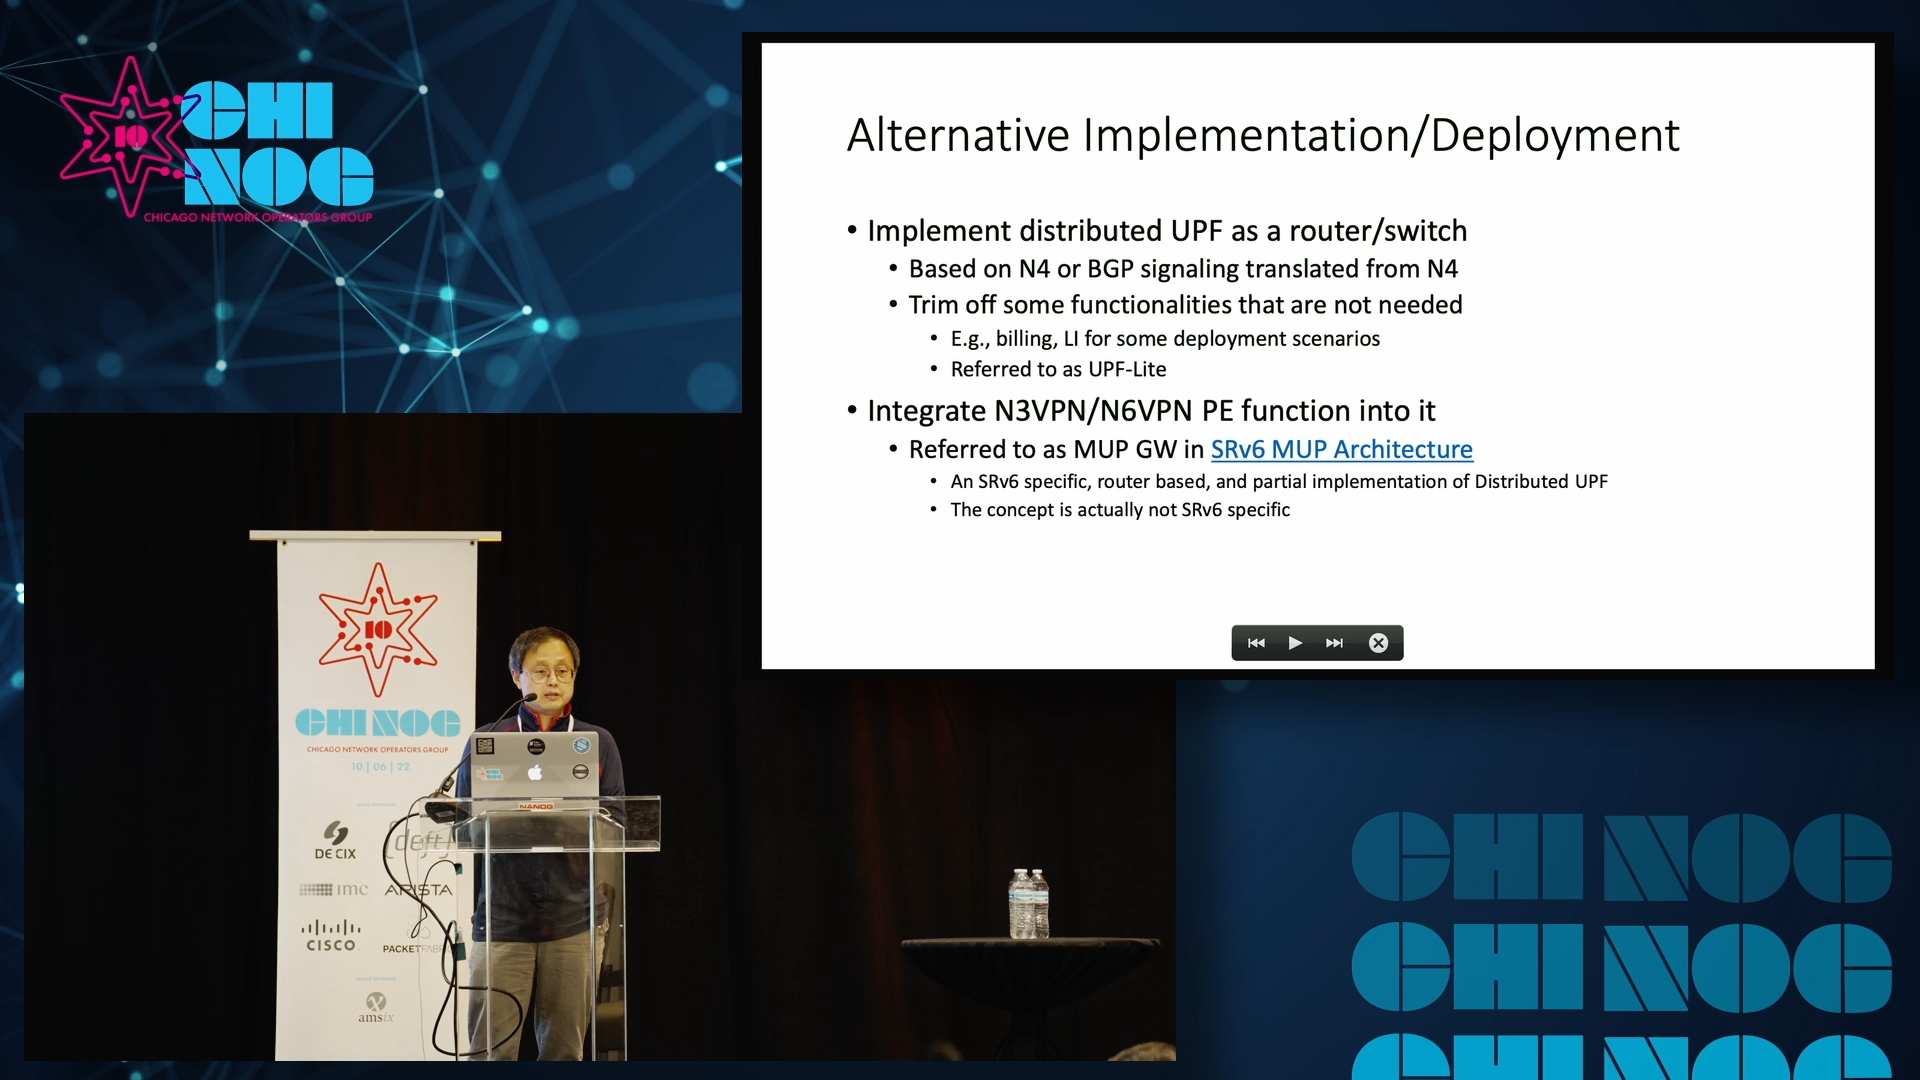 10
CHI
NOG
CHICAGO NETWORK OPERATORS GROUP
Alternative Implementation/Deployment
• Implement distributed UPF as a router/switch
• Based on N4 or BGP signaling translated from N4
• Trim off some functionalities that are not needed
• E.g., billing, LI for some deployment scenarios
• Referred to as UPF-Lite
• Integrate N3VPN/N6VPN PE function into it
• Referred to as MUP GW in SRv6 MUP Architecture
• An SRv6 specific, router based, and partial implementation of Distributed UPF
• The concept is actually not SRv6 specific
10
CHI NOG
CHICAGO NETWORK OPERATORS GROUP
10 | 06 | 22
DE CIX
[deft]
imc
ARISTA
CISCO
PACKETFAB
amsix
NANOG
CHI NOG
CHI NOG
CHI NOG